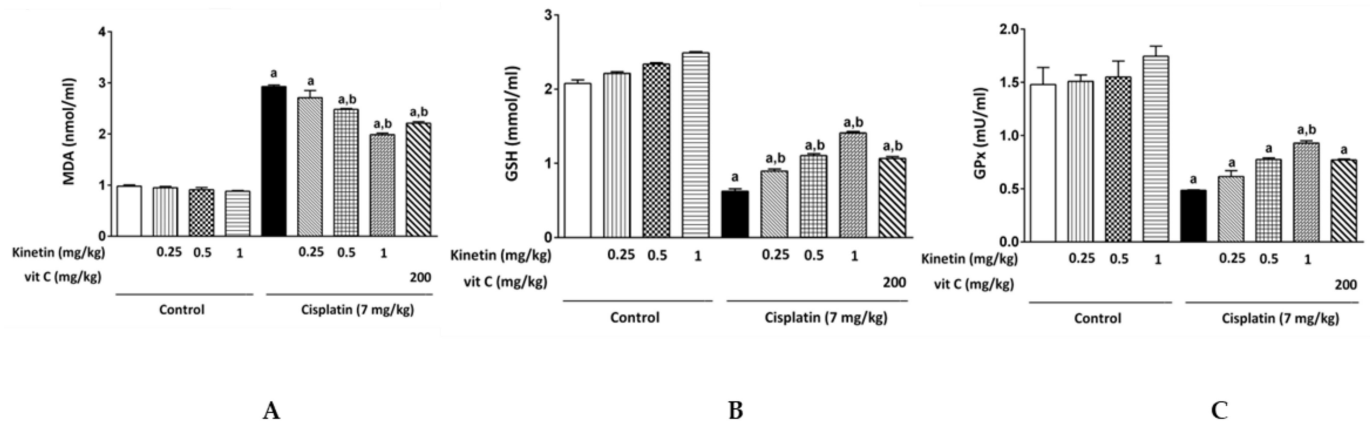 4
3
2
1
0
MDA (nmol/ml)
a
a
a,b
a,b
a,b
Kinetin (mg/kg) 0.25 0.5 1 0.25 0.5 1
vit C (mg/kg) 200
Control Cisplatin (7 mg/kg)
A
3
2
1
0
GSH (mmol/ml)
a
a,b
a,b
a,b
a,b
Kinetin (mg/kg) 0.25 0.5 1 0.25 0.5 1
vit C (mg/kg) 200
Control Cisplatin (7 mg/kg)
B
2.0
1.5
1.0
0.5
0.0
GPx (mU/ml)
a
a
a
a,b
a
Kinetin (mg/kg) 0.25 0.5 1 0.25 0.5 1
vit C (mg/kg) 200
Control Cisplatin (7 mg/kg)
C